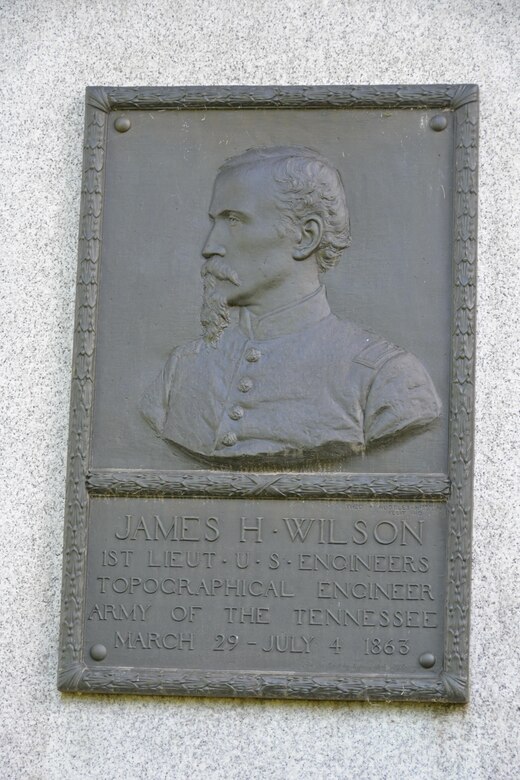 JAMES H · WILSON
1ST LIEUT · U · S · ENGINEERS
TOPOGRAPHICAL ENGINEER
ARMY OF THE TENNESSEE
MARCH 29 - JULY 4 1863